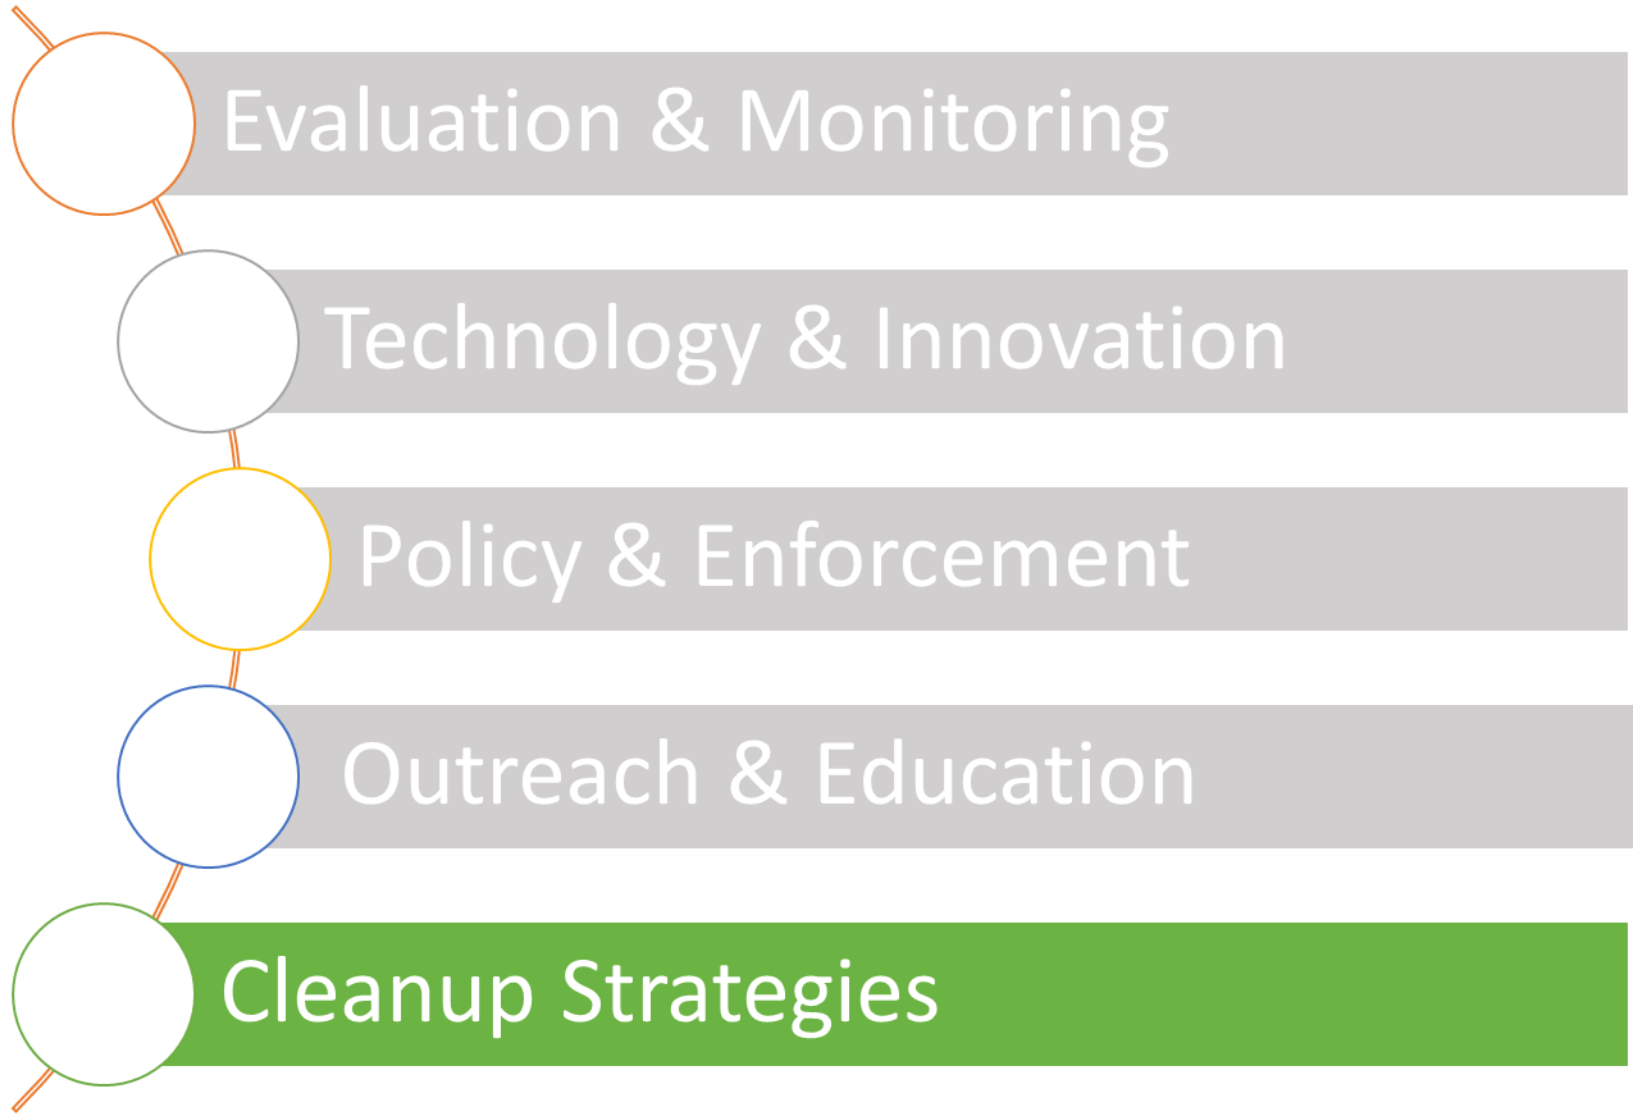 Evaluation & Monitoring
Technology & Innovation
Policy & Enforcement
Outreach & Education
Cleanup Strategies